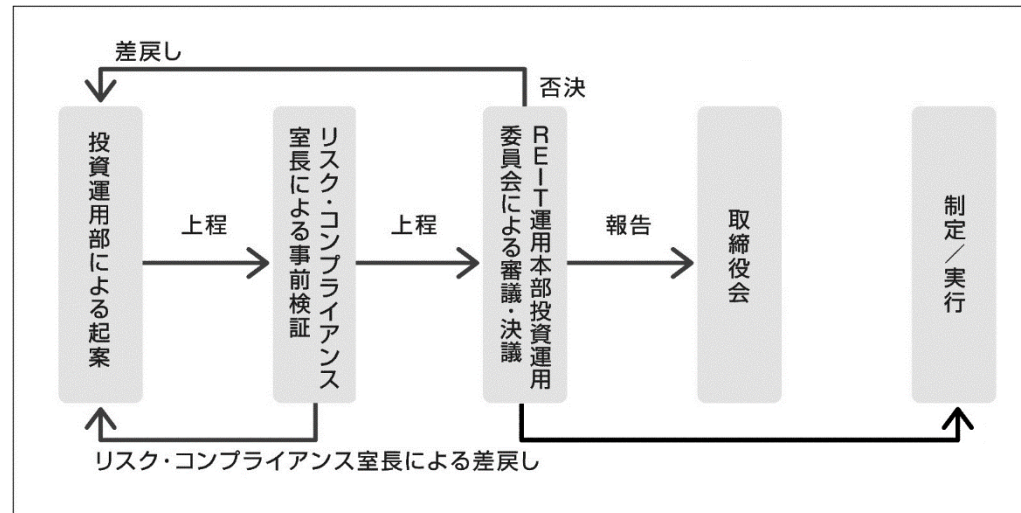 差戻し
否決
投資運用部による起案
上程
リスク・コンプライアンス
室長による事前検証
上程
REIT運用本部投資運用
委員会による審議・決議
報告
取締役会
制定／実行
リスク・コンプライアンス室長による差戻し